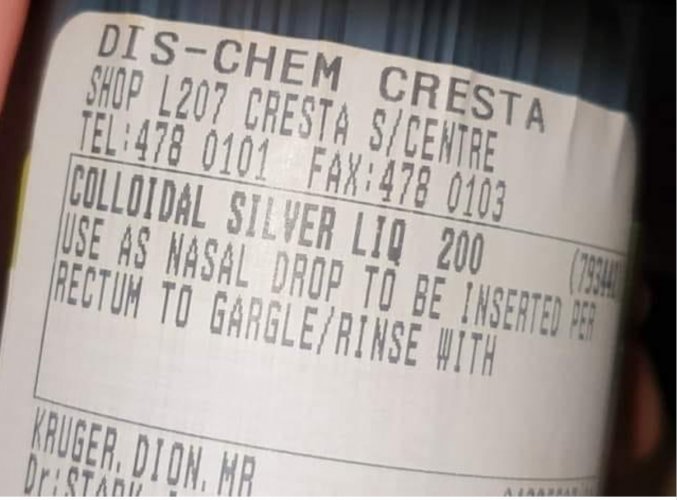 DIS-CHEM CRESTA
SHOP L207 CRESTA S/CENTRE
TEL:478 0101 FAX:478 0103
COLLOIDAL SILVER LIQ 200
USE AS NASAL DROP TO BE INSERTED PER
RECTUM TO GARGLE/RINSE WITH
KRUGER, DION, MR